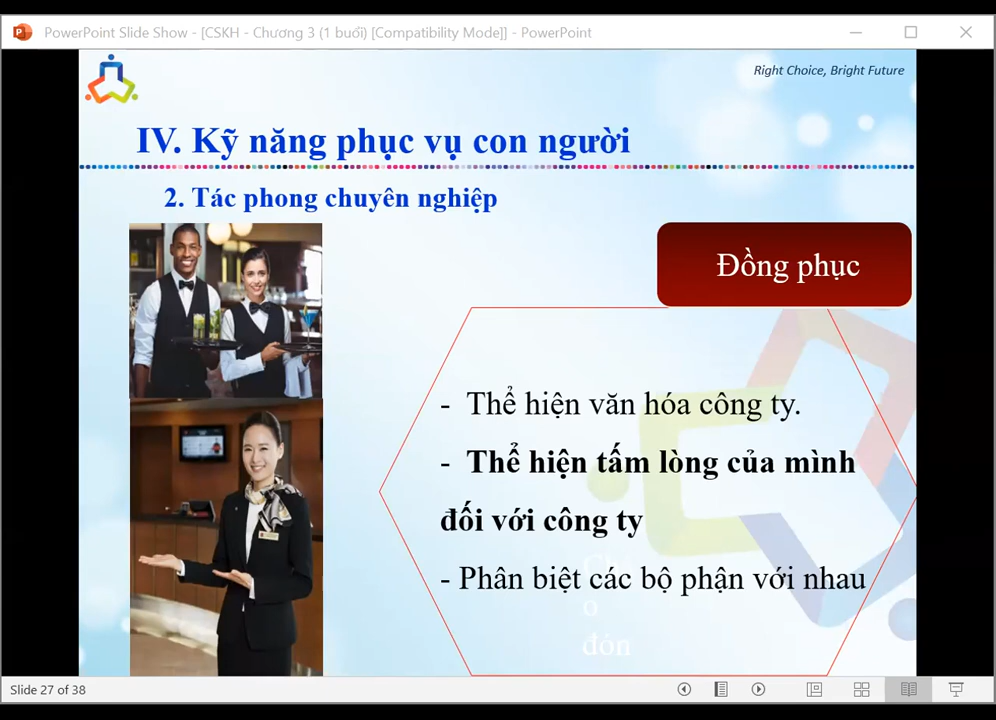 PowerPoint Slide Show - [CSKH - Chương 3 (1 buổi) [Compatibility Mode]] - PowerPoint
Right Choice, Bright Future
IV. Kỹ năng phục vụ con người
2. Tác phong chuyên nghiệp
Đồng phục
- Thể hiện văn hóa công ty.
- Thể hiện tấm lòng của mình
đối với công ty
- Phân biệt các bộ phận với nhau
đón
Slide 27 of 38